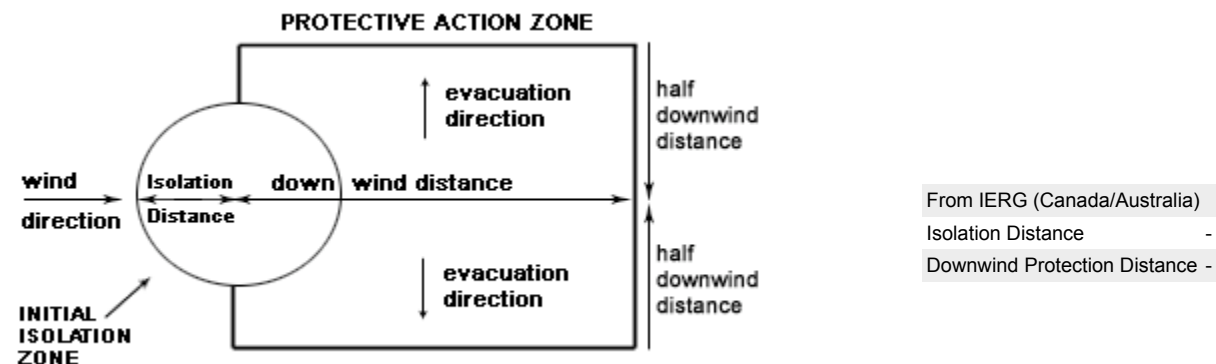 PROTECTIVE ACTION ZONE
evacuation
direction
half
downwind
distance
wind
direction
Isolation
Distance
down wind distance
evacuation
direction
half
downwind
distance
INITIAL
ISOLATION
ZONE
From IERG (Canada/Australia)
Isolation Distance -
Downwind Protection Distance -